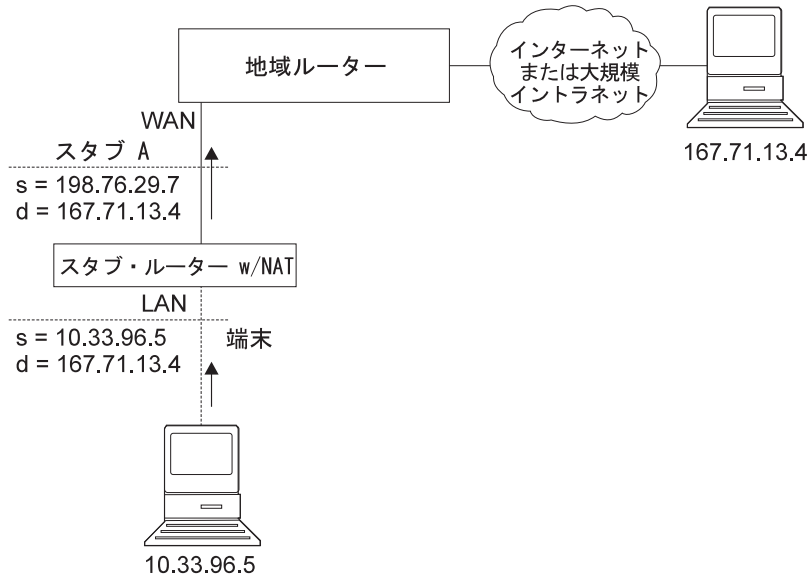 地域ルーター
インターネット
または大規模
イントラネット
167.71.13.4
WAN
スタブ A
s = 198.76.29.7
d = 167.71.13.4
スタブ・ルーター w/NAT
LAN
s = 10.33.96.5
d = 167.71.13.4
端末
10.33.96.5